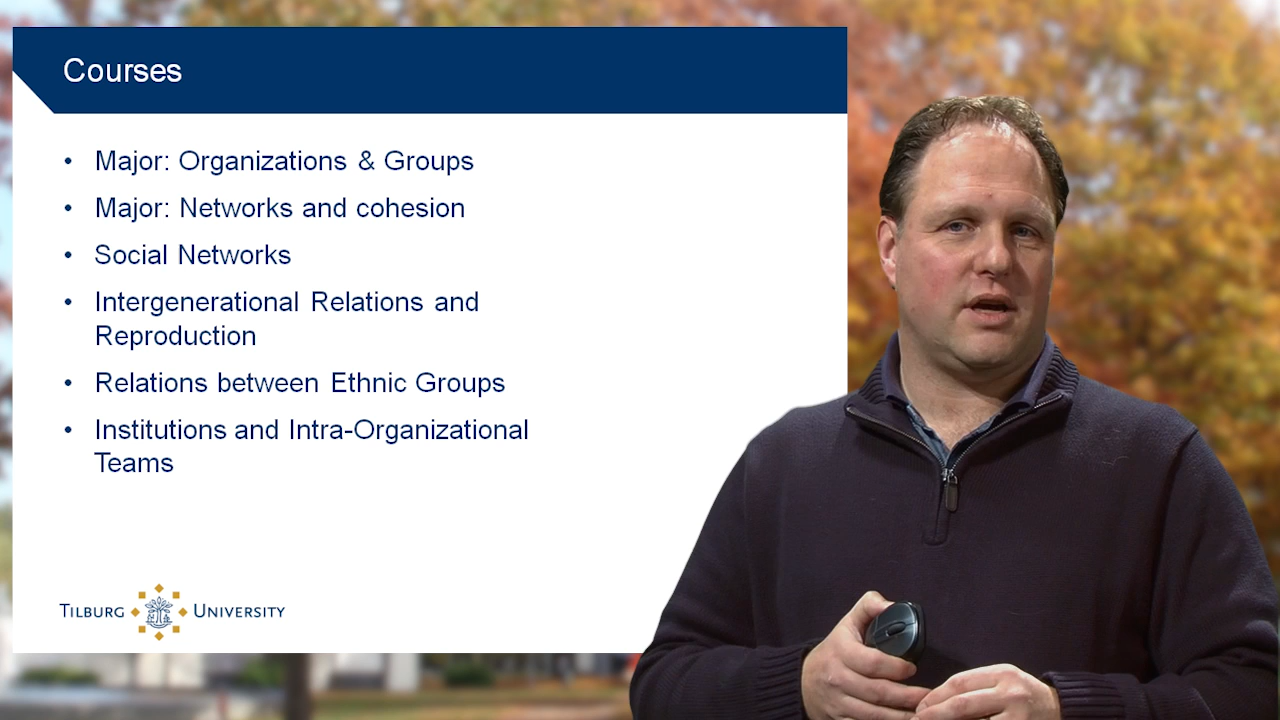 Courses
• Major: Organizations & Groups
• Major: Networks and cohesion
• Social Networks
• Intergenerational Relations and
Reproduction
• Relations between Ethnic Groups
• Institutions and Intra-Organizational
Teams
TILBURG UNIVERSITY